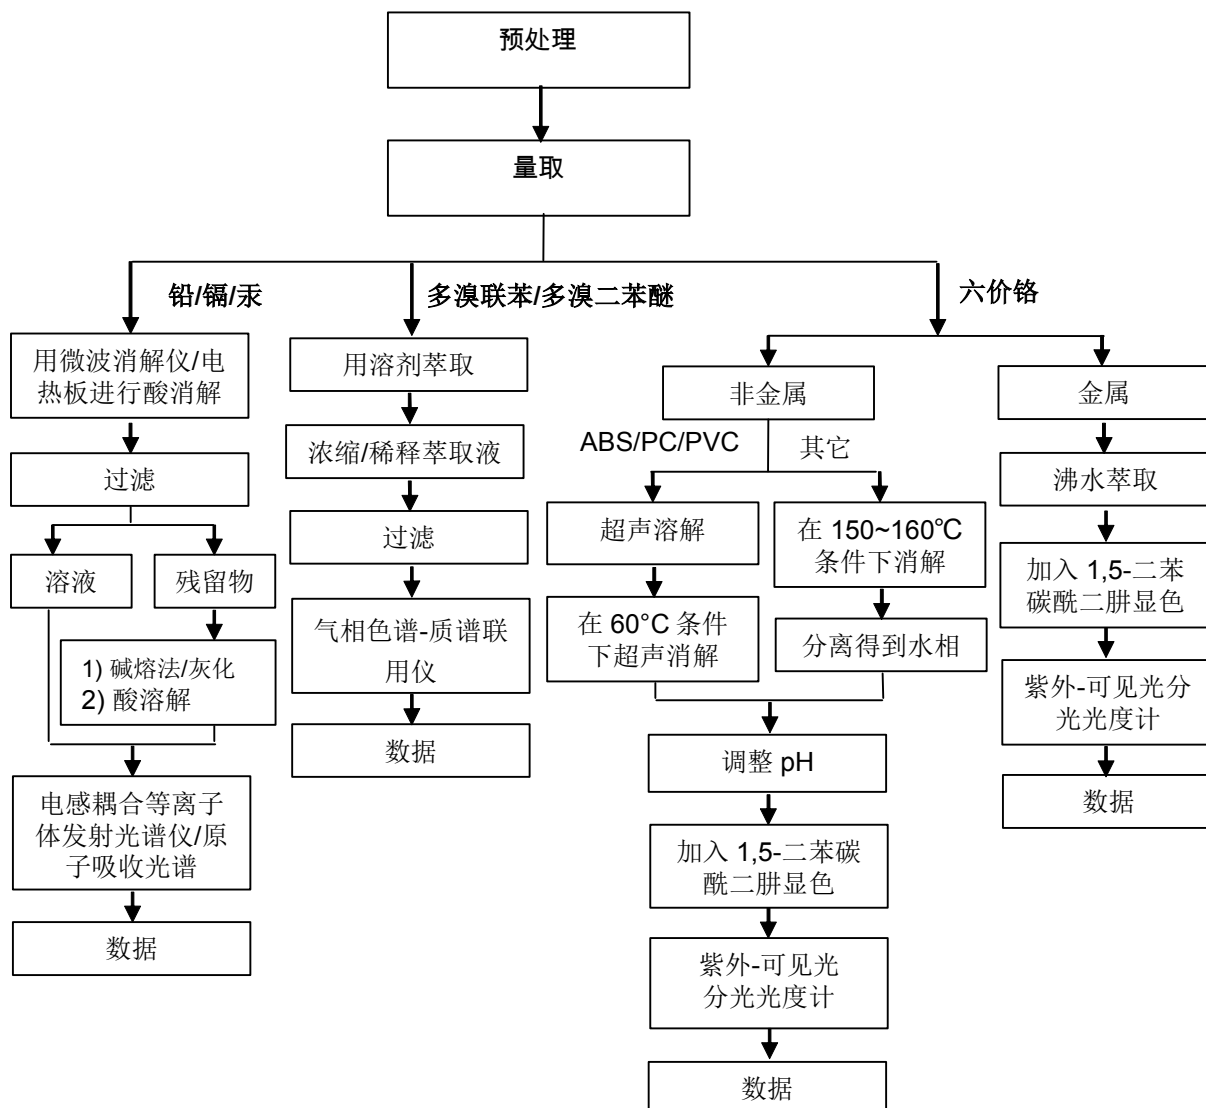 预处理
量取
铅/镉/汞
用微波消解仪/电
热板进行酸消解
过滤
溶液
残留物
1) 碱熔法/灰化
2) 酸溶解
电感耦合等离子
体发射光谱仪/原
子吸收光谱
数据
多溴联苯/多溴二苯醚
用溶剂萃取
浓缩/稀释萃取液
过滤
气相色谱-质谱联
用仪
数据
六价铬
非金属
ABS/PC/PVC
其它
超声溶解
在 60°C 条件
下超声消解
在 150~160℃
条件下消解
分离得到水相
调整 pH
加入 1,5-二苯碳
酰二肼显色
紫外-可见光
分光光度计
数据
金属
沸水萃取
加入 1,5-二苯
碳酰二肼显色
紫外-可见光分
光光度计
数据